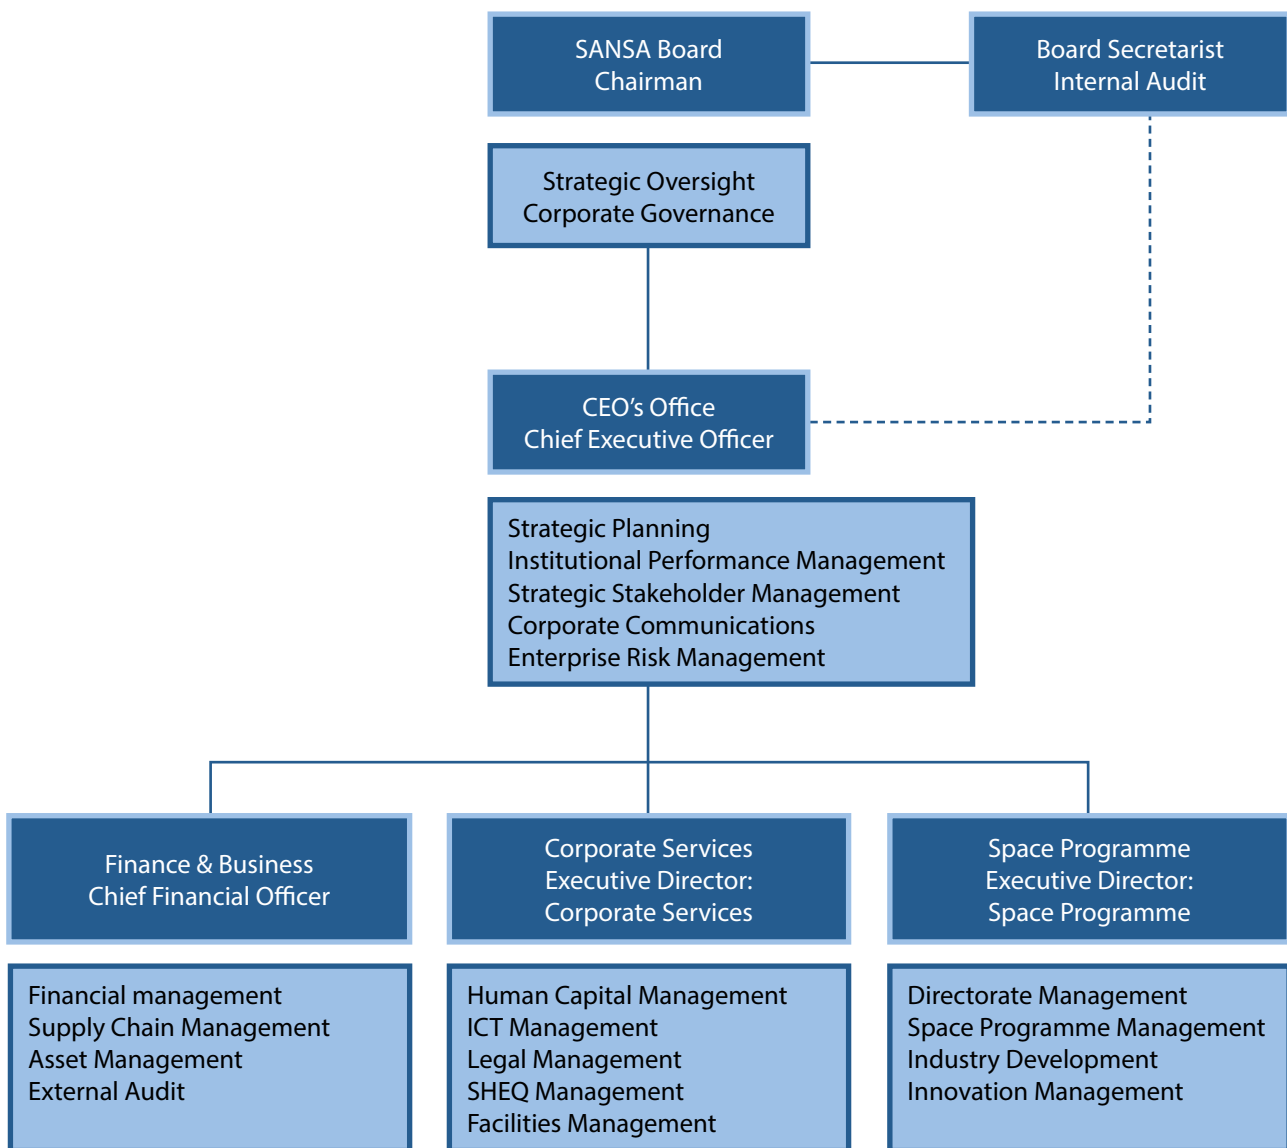 SANSA Board
Chairman
Board Secretarist
Internal Audit
Strategic Oversight
Corporate Governance
CEO’s Office
Chief Executive Officer
Strategic Planning
Institutional Performance Management
Strategic Stakeholder Management
Corporate Communications
Enterprise Risk Management
Finance & Business
Chief Financial Officer
Corporate Services
Executive Director:
Corporate Services
Space Programme
Executive Director:
Space Programme
Financial management
Supply Chain Management
Asset Management
External Audit
Human Capital Management
ICT Management
Legal Management
SHEQ Management
Facilities Management
Directorate Management
Space Programme Management
Industry Development
Innovation Management